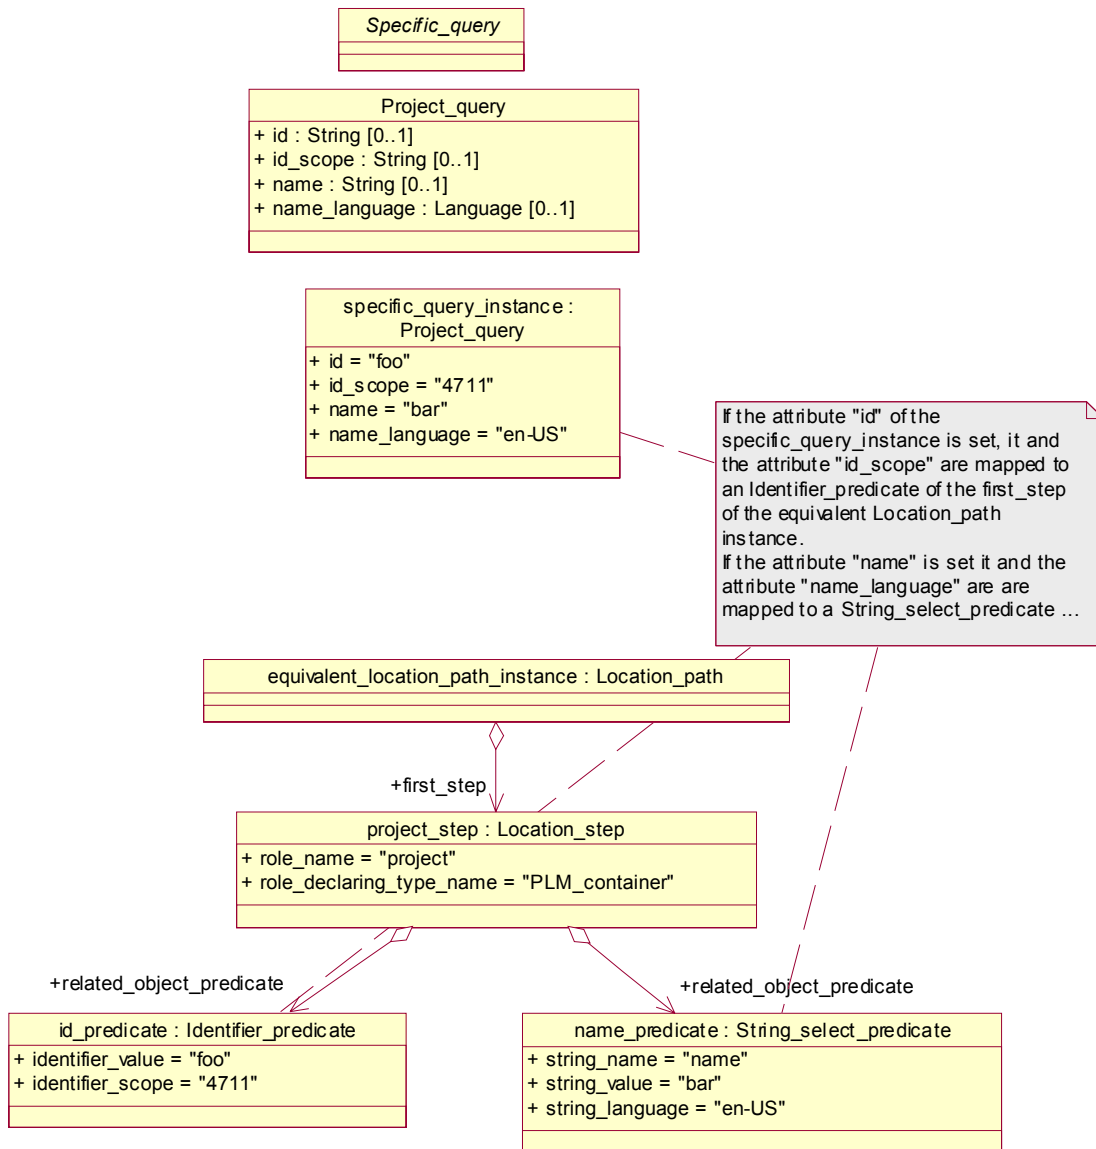 Specific_query
Project_query
+ id : String [0..1]
+ id_scope : String [0..1]
+ name : String [0..1]
+ name_language : Language [0..1]
specific_query_instance :
Project_query
+ id = "foo"
+ id_scope = "4711"
+ name = "bar"
+ name_language = "en-US"
If the attribute "id" of the
specific_query_instance is set, it and
the attribute "id_scope" are mapped to
an Identifier_predicate of the first_step
of the equivalent Location_path
instance.
If the attribute "name" is set it and the
attribute "name_language" are are
mapped to a String_select_predicate ...
equivalent_location_path_instance : Location_path
+first_step
project_step : Location_step
+ role_name = "project"
+ role_declaring_type_name = "PLM_container"
+related_object_predicate
+related_object_predicate
id_predicate : Identifier_predicate
+ identifier_value = "foo"
+ identifier_scope = "4711"
name_predicate : String_select_predicate
+ string_name = "name"
+ string_value = "bar"
+ string_language = "en-US"